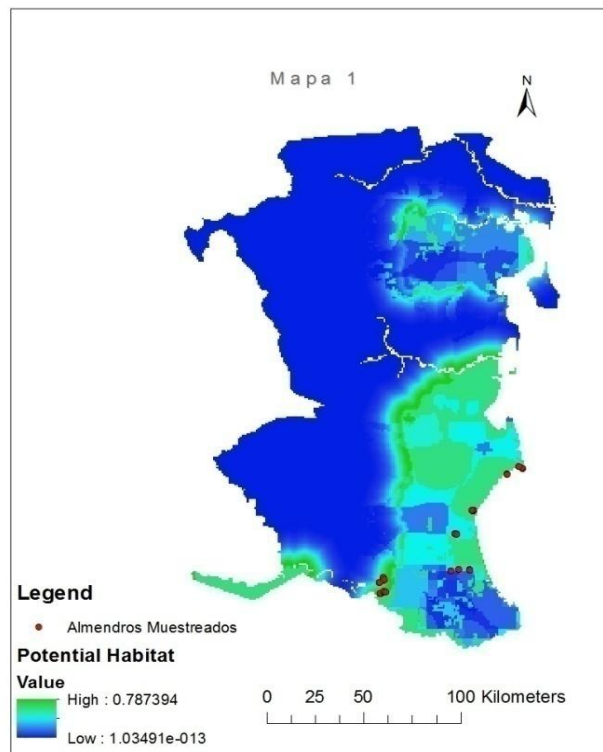 Mapa 1
N
Legend
Almendros Muestreados
Potential Habitat
Value
High : 0.787394
Low : 1.03491e-013
0 25 50 100 Kilometers